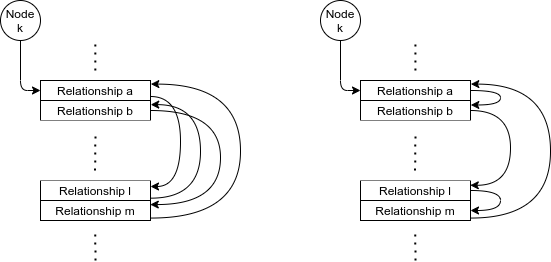 Node
k
Relationship a
Relationship b
Relationship l
Relationship m
Node
k
Relationship a
Relationship b
Relationship l
Relationship m